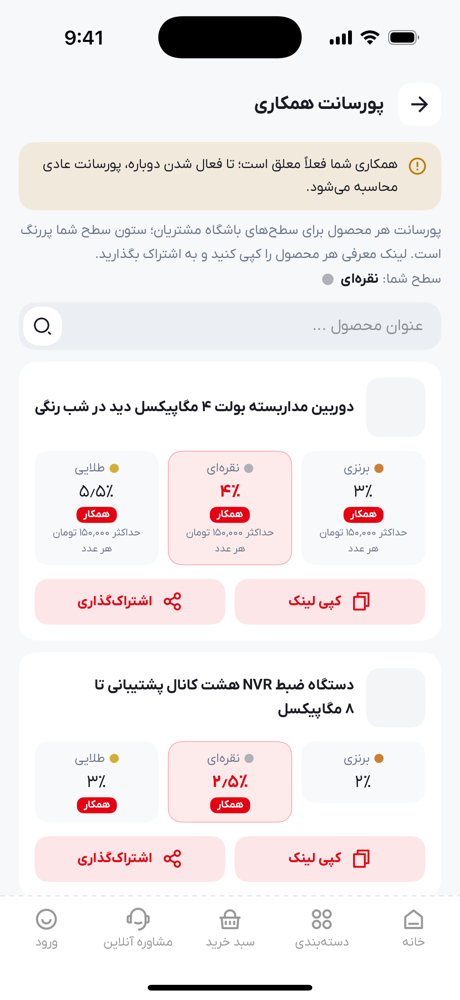 9:41
پورسانت همکاری
همکاری شما فعلاً معلق است؛ تا فعال شدن دوباره، پورسانت عادی
محاسبه می‌شود.
پورسانت هر محصول برای سطح‌های باشگاه مشتریان؛ ستون سطح شما پررنگ
است. لینک معرفی هر محصول را کپی کنید و به اشتراک بگذارید.
سطح شما: نقره‌ای
عنوان محصول ...
دوربین مداربسته بولت ۴ مگاپیکسل دید در شب رنگی
برنزی
۳٪
همکار
حداکثر ۱۵۰,۰۰۰ تومان
هر عدد
نقره‌ای
۴٪
همکار
حداکثر ۱۵۰,۰۰۰ تومان
هر عدد
طلایی
۵٫۵٪
همکار
حداکثر ۱۵۰,۰۰۰ تومان
هر عدد
کپی لینک
اشتراک‌گذاری
دستگاه ضبط NVR هشت کانال پشتیبانی تا
۸ مگاپیکسل
برنزی
۲٪
نقره‌ای
۲٫۵٪
همکار
طلایی
۳٪
همکار
کپی لینک
اشتراک‌گذاری
خانه
دسته‌بندی
سبد خرید
مشاوره آنلاین
ورود